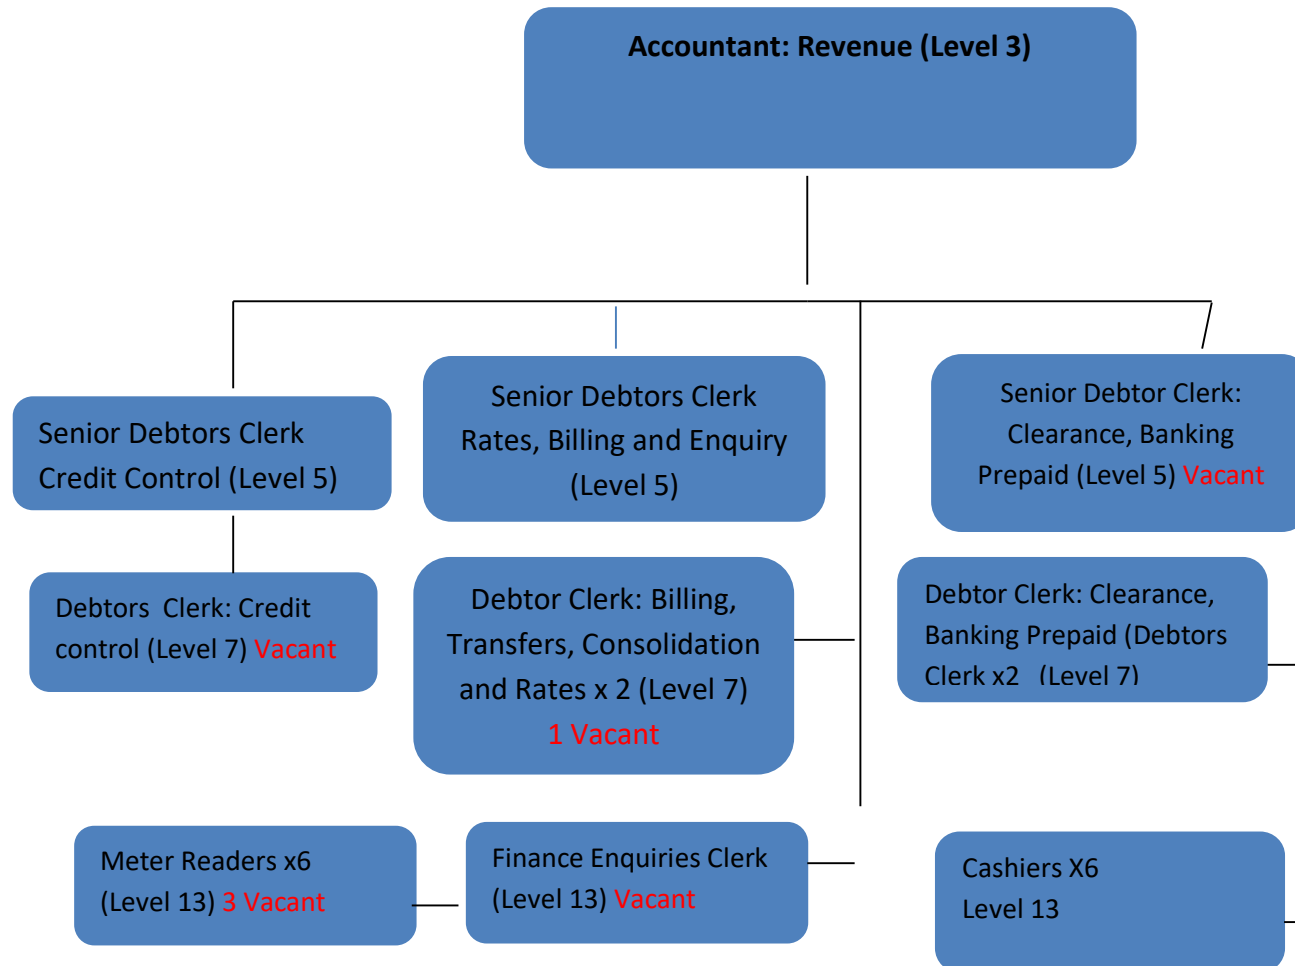 Accountant: Revenue (Level 3)
Senior Debtors Clerk
Credit Control (Level 5)
Senior Debtors Clerk
Rates, Billing and Enquiry
(Level 5)
Senior Debtor Clerk:
Clearance, Banking
Prepaid (Level 5) Vacant
Debtors  Clerk: Credit
control (Level 7) Vacant
Debtor Clerk: Billing,
Transfers, Consolidation
and Rates x 2 (Level 7)
1 Vacant
Debtor Clerk: Clearance,
Banking Prepaid (Debtors
Clerk x2   (Level 7)
Meter Readers x6
(Level 13) 3 Vacant
Finance Enquiries Clerk
(Level 13) Vacant
Cashiers X6
Level 13